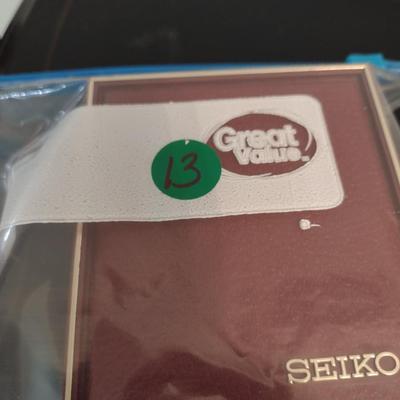 Great
Value.
13
SEIKO